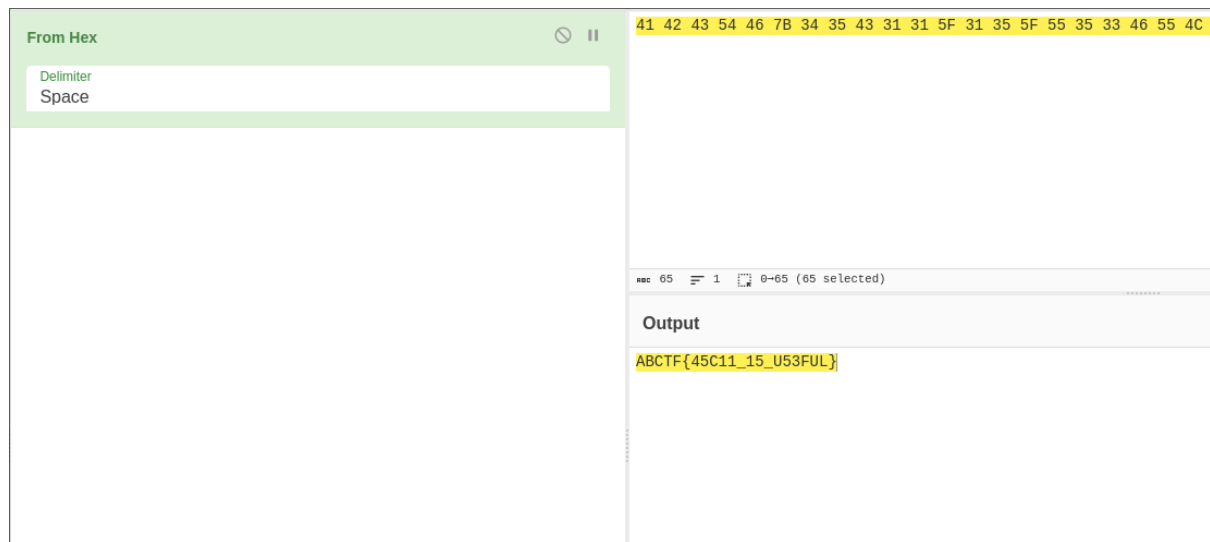 From Hex
Delimiter
Space
41 42 43 54 46 7B 34 35 43 31 31 5F 31 35 5F 55 35 33 46 55 4C
ABC 65 1 0→65 (65 selected)
Output
ABCTF{45C11_15_U53FUL}